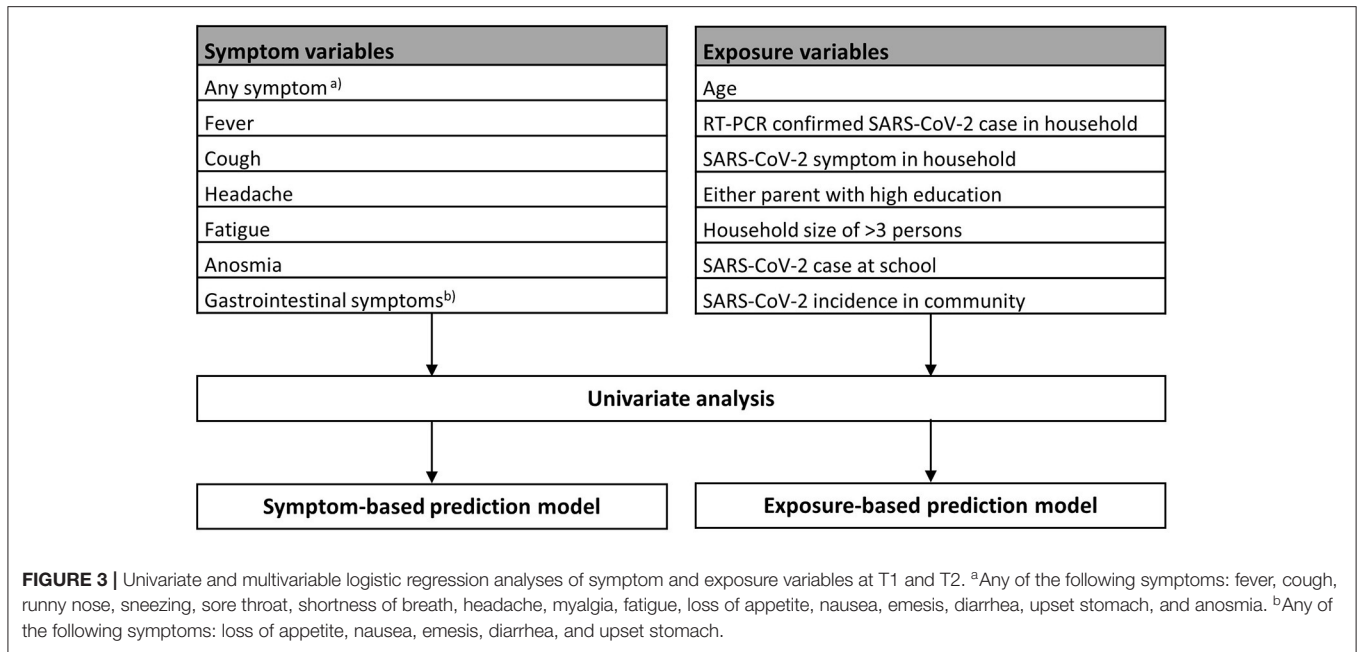 Symptom variables
Any symptom a)
Fever
Cough
Headache
Fatigue
Anosmia
Gastrointestinal symptoms b)
Exposure variables
Age
RT-PCR confirmed SARS-CoV-2 case in household
SARS-CoV-2 symptom in household
Either parent with high education
Household size of >3 persons
SARS-CoV-2 case at school
SARS-CoV-2 incidence in community
Univariate analysis
Symptom-based prediction model
Exposure-based prediction model
FIGURE 3 | Univariate and multivariable logistic regression analyses of symptom and exposure variables at T1 and T2. aAny of the following symptoms: fever, cough,
runny nose, sneezing, sore throat, shortness of breath, headache, myalgia, fatigue, loss of appetite, nausea, emesis, diarrhea, upset stomach, and anosmia. bAny of
the following symptoms: loss of appetite, nausea, emesis, diarrhea, and upset stomach.